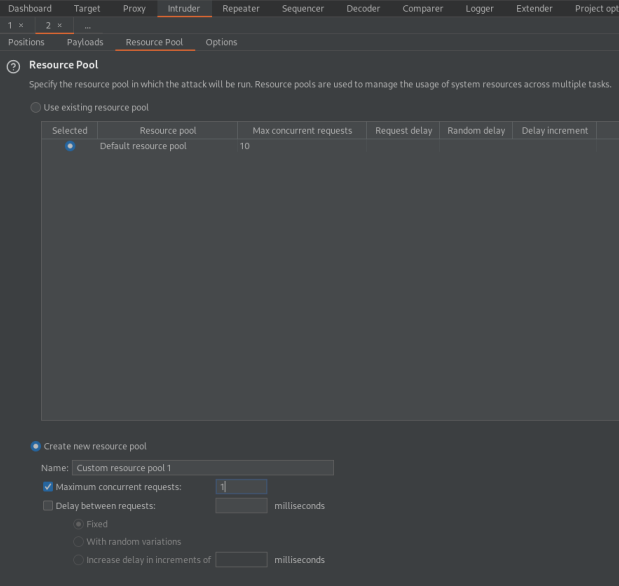 Dashboard Target Proxy Intruder Repeater Sequencer Decoder Comparer Logger Extender Project opt
1 × 2 × ...
Positions Payloads Resource Pool Options
? Resource Pool
Specify the resource pool in which the attack will be run. Resource pools are used to manage the usage of system resources across multiple tasks.
Use existing resource pool
Selected Resource pool Max concurrent requests Request delay Random delay Delay increment
Default resource pool 10
Create new resource pool
Name: Custom resource pool 1
Maximum concurrent requests: 1
Delay between requests: milliseconds
Fixed
With random variations
Increase delay in increments of milliseconds